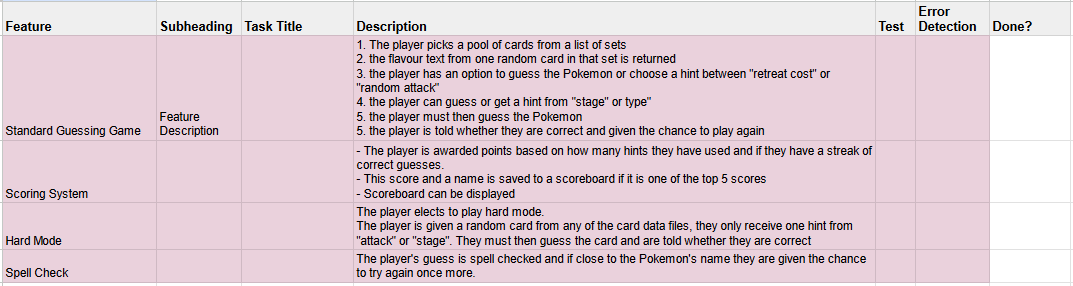 Feature Subheading Task Title Description Test Error Detection Done?
1. The player picks a pool of cards from a list of sets
2. the flavour text from one random card in that set is returned
3. the player has an option to guess the Pokemon or choose a hint between "retreat cost" or
"random attack"
4. the player can guess or get a hint from "stage" or type"
5. the player must then guess the Pokemon
Standard Guessing Game Feature Description 5. the player is told whether they are correct and given the chance to play again
- The player is awarded points based on how many hints they have used and if they have a streak of
correct guesses.
- This score and a name is saved to a scoreboard if it is one of the top 5 scores
Scoring System - Scoreboard can be displayed
The player elects to play hard mode.
The player is given a random card from any of the card data files, they only receive one hint from
Hard Mode "attack" or "stage". They must then guess the card and are told whether they are correct
The player's guess is spell checked and if close to the Pokemon's name they are given the chance
Spell Check to try again once more.